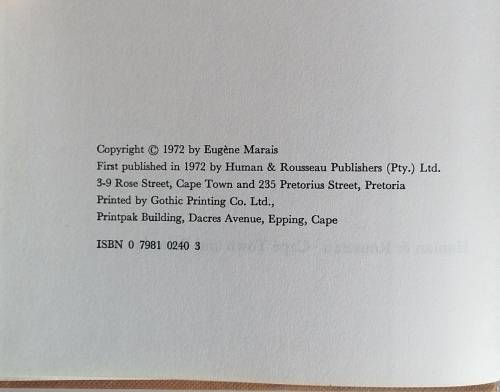 Copyright © 1972 by Eugène Marais
First published in 1972 by Human & Rousseau Publishers (Pty.) Ltd.
3-9 Rose Street, Cape Town and 235 Pretorius Street, Pretoria
Printed by Gothic Printing Co. Ltd.,
Printpak Building, Dacres Avenue, Epping, Cape
ISBN 0 7981 0240 3